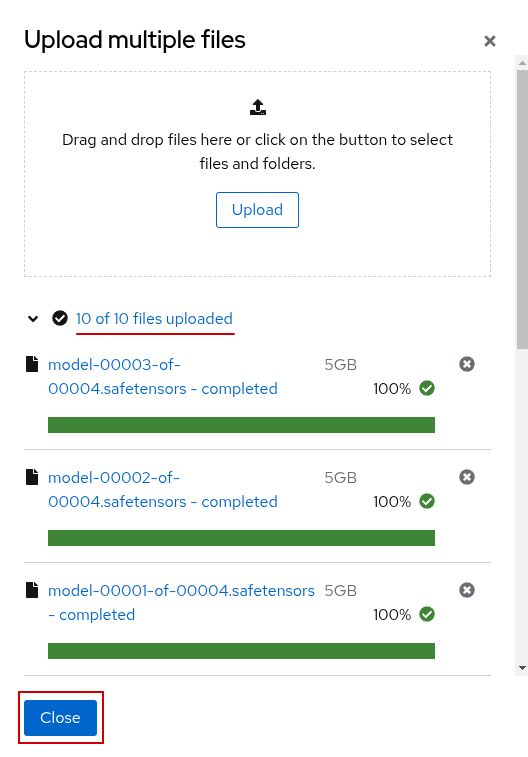 Upload multiple files
Drag and drop files here or click on the button to select
files and folders.
Upload
10 of 10 files uploaded
model-00003-of-
00004.safetensors - completed
5GB
100%
model-00002-of-
00004.safetensors - completed
5GB
100%
model-00001-of-00004.safetensors
- completed
5GB
100%
Close